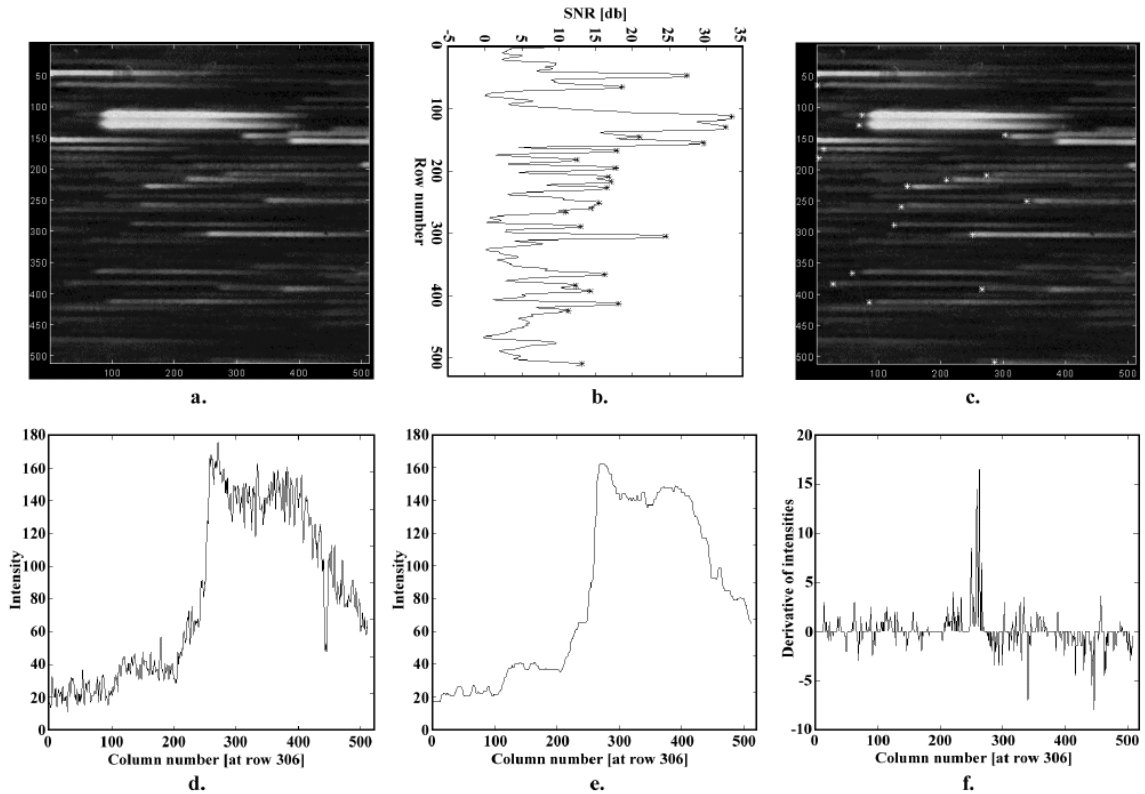 SNR [db]
-5 0 5 10 15 20 25 30 35
50
100
150
200
250
300
350
400
450
500
100 200 300 400 500
a.
0
100
200
300
400
500
Row number
b.
50
100
150
200
250
300
350
400
450
500
100 200 300 400 500
c.
180
160
140
120
100
80
60
40
20
0
Intensity
0 100 200 300 400 500
Column number [at row 306]
d.
180
160
140
120
100
80
60
40
20
0
Intensity
0 100 200 300 400 500
Column number [at row 306]
e.
20
15
10
5
0
-5
-10
Derivative of intensities
0 100 200 300 400 500
Column number [at row 306]
f.